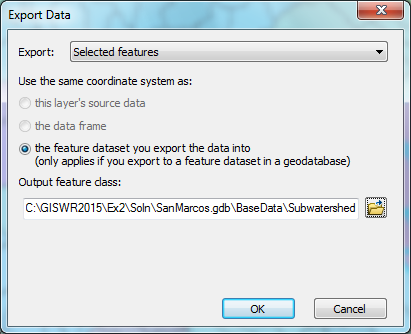 Export Data
Export: Selected features
Use the same coordinate system as:
this layer's source data
the data frame
the feature dataset you export the data into
(only applies if you export to a feature dataset in a geodatabase)
Output feature class:
C:\GISWR2015\Ex2\Soln\SanMarcos.gdb\BaseData\Subwatershed
OK Cancel